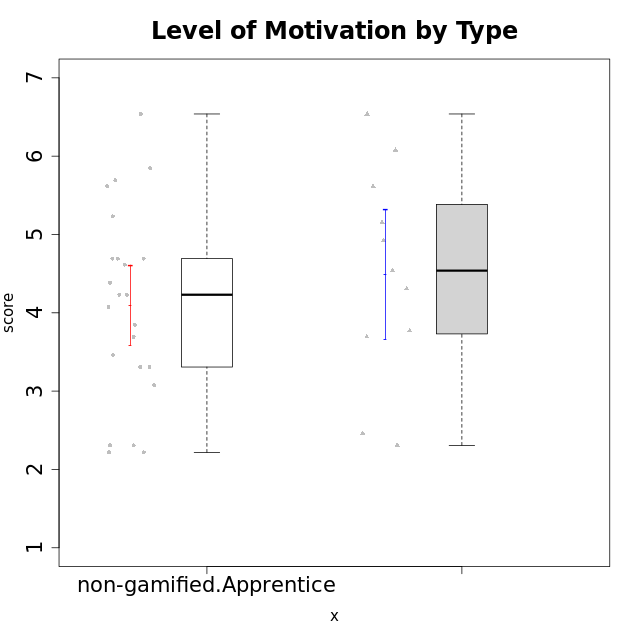 Level of Motivation by Type
7
6
5
4
3
2
1
score
non-gamified.Apprentice
x